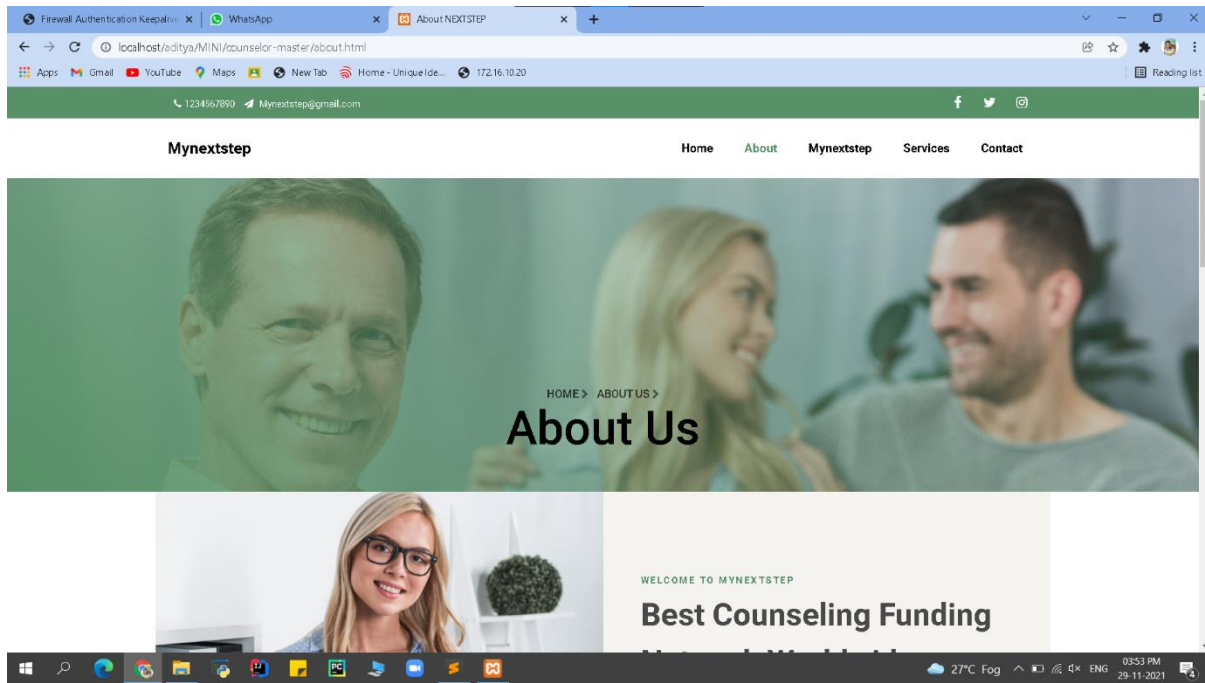 Firewall Authentication Keepalive
WhatsApp
About NEXTSTEP
localhost/aditya/MINI/counselor-master/about.html
Apps Gmail YouTube Maps New Tab Home - Unique Ide... 172.16.10.20 Reading list
1234567890 Mynextstep@gmail.com
Mynextstep Home About Mynextstep Services Contact
HOME > ABOUT US >
About Us
WELCOME TO MYNEXTSTEP
Best Counseling Funding
27°C Fog ENG 03:53 PM
29-11-2021